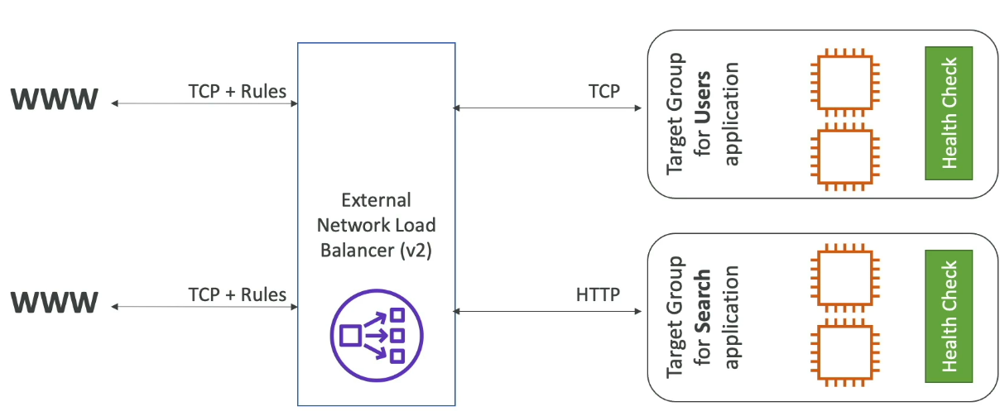 WWW
TCP + Rules
TCP
Target Group
for Users
application
Health Check
External
Network Load
Balancer (v2)
WWW
TCP + Rules
HTTP
Target Group
for Search
application
Health Check